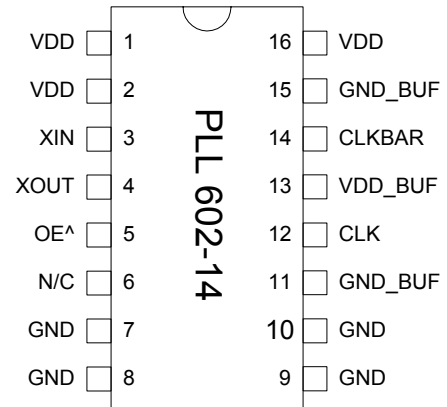 VDD 1 16 VDD
VDD 2 15 GND_BUF
XIN 3 14 CLKBAR
XOUT 4 13 VDD_BUF
OE^ 5 12 CLK
N/C 6 11 GND_BUF
GND 7 10 GND
GND 8 9 GND
PLL 602-14